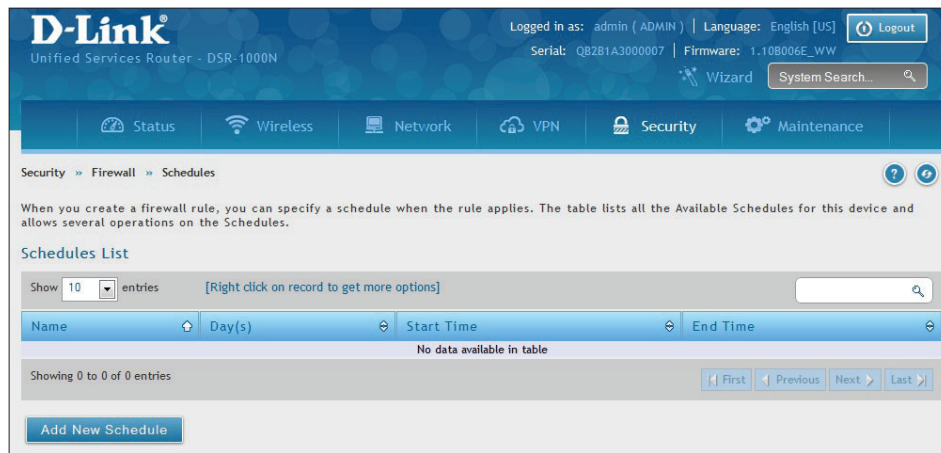 D-Link®
Unified Services Router - DSR-1000N
Logged in as: admin ( ADMIN ) | Language: English [US]
Logout
Serial: QB2B1A3000007 | Firmware: 1.10B006E_WW
Wizard
System Search...
Status
Wireless
Network
VPN
Security
Maintenance
Security » Firewall » Schedules
When you create a firewall rule, you can specify a schedule when the rule applies. The table lists all the Available Schedules for this device and
allows several operations on the Schedules.
Schedules List
Show 10 entries
[Right click on record to get more options]
Name
Day(s)
Start Time
End Time
No data available in table
Showing 0 to 0 of 0 entries
First
Previous
Next
Last
Add New Schedule